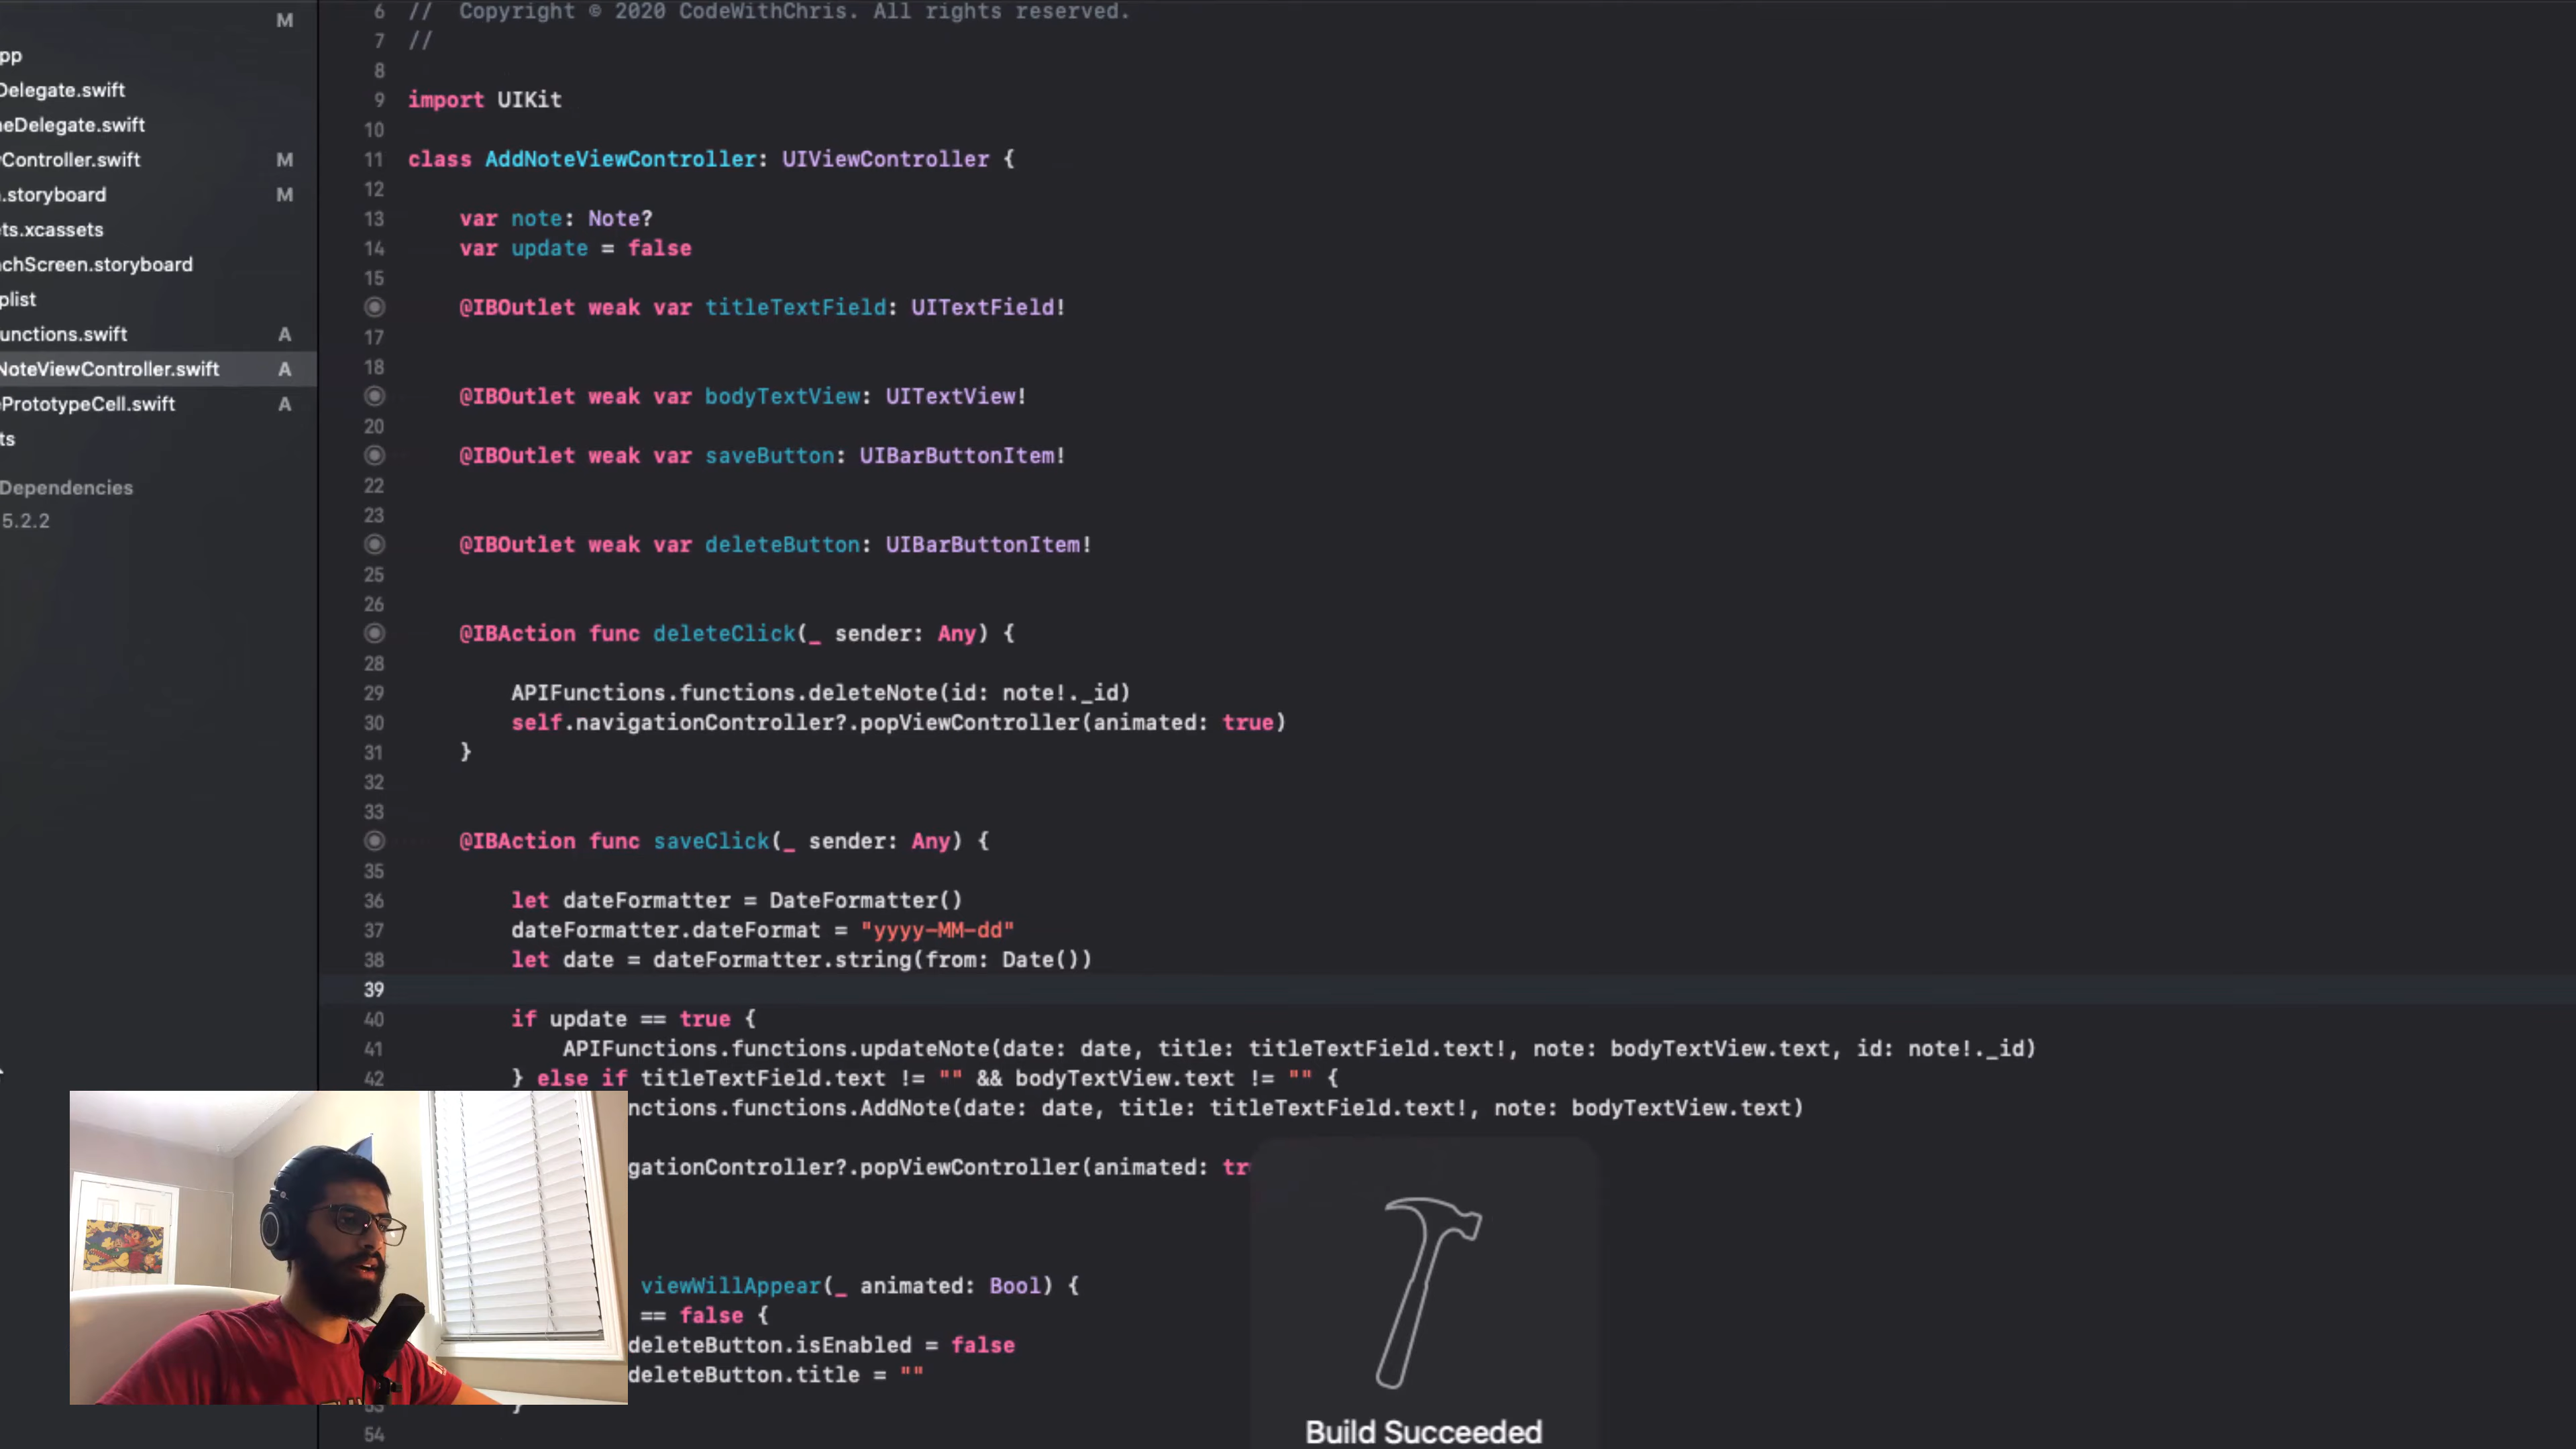 M
pp
Delegate.swift
eDelegate.swift
Controller.swift M
.storyboard M
ts.xcassets
chScreen.storyboard
plist
unctions.swift A
NoteViewController.swift A
PrototypeCell.swift A
ts
Dependencies
5.2.2
6 // Copyright © 2020 CodeWithChris. All rights reserved.
7 //
8
9 import UIKit
10
11 class AddNoteViewController: UIViewController {
12
13 var note: Note?
14 var update = false
15
@IBOutlet weak var titleTextField: UITextField!
17
18
@IBOutlet weak var bodyTextView: UITextView!
20
@IBOutlet weak var saveButton: UIBarButtonItem!
22
23
@IBOutlet weak var deleteButton: UIBarButtonItem!
25
26
@IBAction func deleteClick(_ sender: Any) {
28
29 APIFunctions.functions.deleteNote(id: note!._id)
30 self.navigationController?.popViewController(animated: true)
31 }
32
33
@IBAction func saveClick(_ sender: Any) {
35
36 let dateFormatter = DateFormatter()
37 dateFormatter.dateFormat = "yyyy-MM-dd"
38 let date = dateFormatter.string(from: Date())
39
40 if update == true {
41 APIFunctions.functions.updateNote(date: date, title: titleTextField.text!, note: bodyTextView.text, id: note!._id)
42 } else if titleTextField.text != "" && bodyTextView.text != "" {
nctions.functions.AddNote(date: date, title: titleTextField.text!, note: bodyTextView.text)
gationController?.popViewController(animated: tr
viewWillAppear(_ animated: Bool) {
== false {
deleteButton.isEnabled = false
deleteButton.title = ""
}
54
Build Succeeded